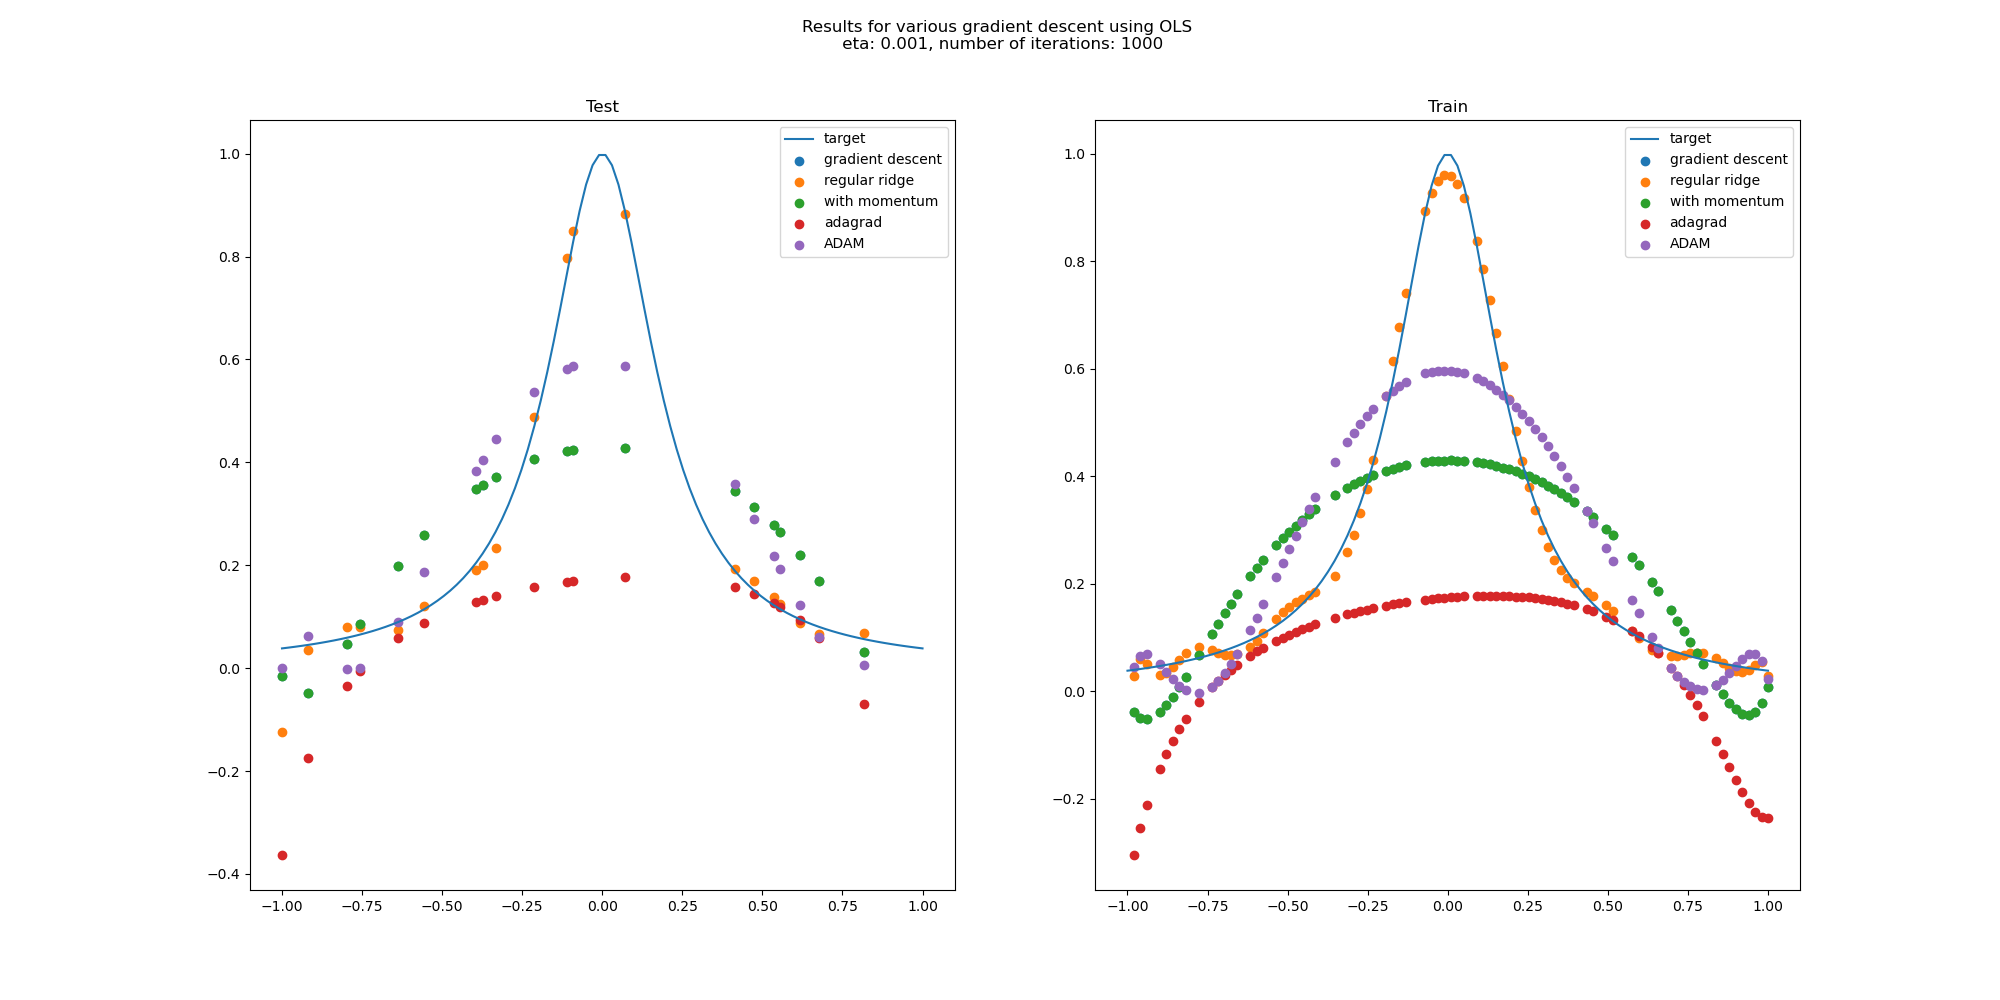 Results for various gradient descent using OLS
eta: 0.001, number of iterations: 1000
Test
1.0
0.8
0.6
0.4
0.2
0.0
−0.2
−0.4
−1.00 −0.75 −0.50 −0.25 0.00 0.25 0.50 0.75 1.00
target
gradient descent
regular ridge
with momentum
adagrad
ADAM
Train
1.0
0.8
0.6
0.4
0.2
0.0
−0.2
−1.00 −0.75 −0.50 −0.25 0.00 0.25 0.50 0.75 1.00
target
gradient descent
regular ridge
with momentum
adagrad
ADAM